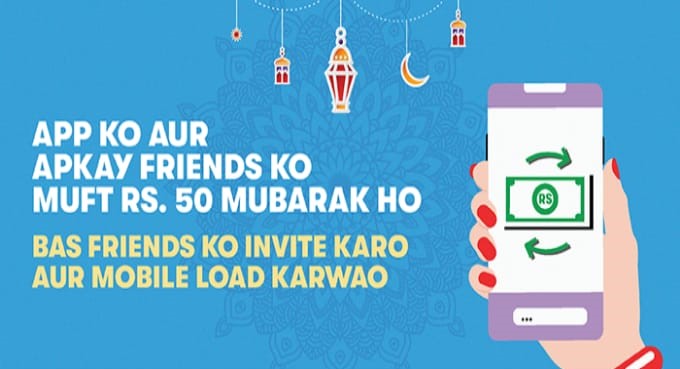 APP KO AUR
APKAY FRIENDS KO
MUFT RS. 50 MUBARAK HO
BAS FRIENDS KO INVITE KARO
AUR MOBILE LOAD KARWAO
RS